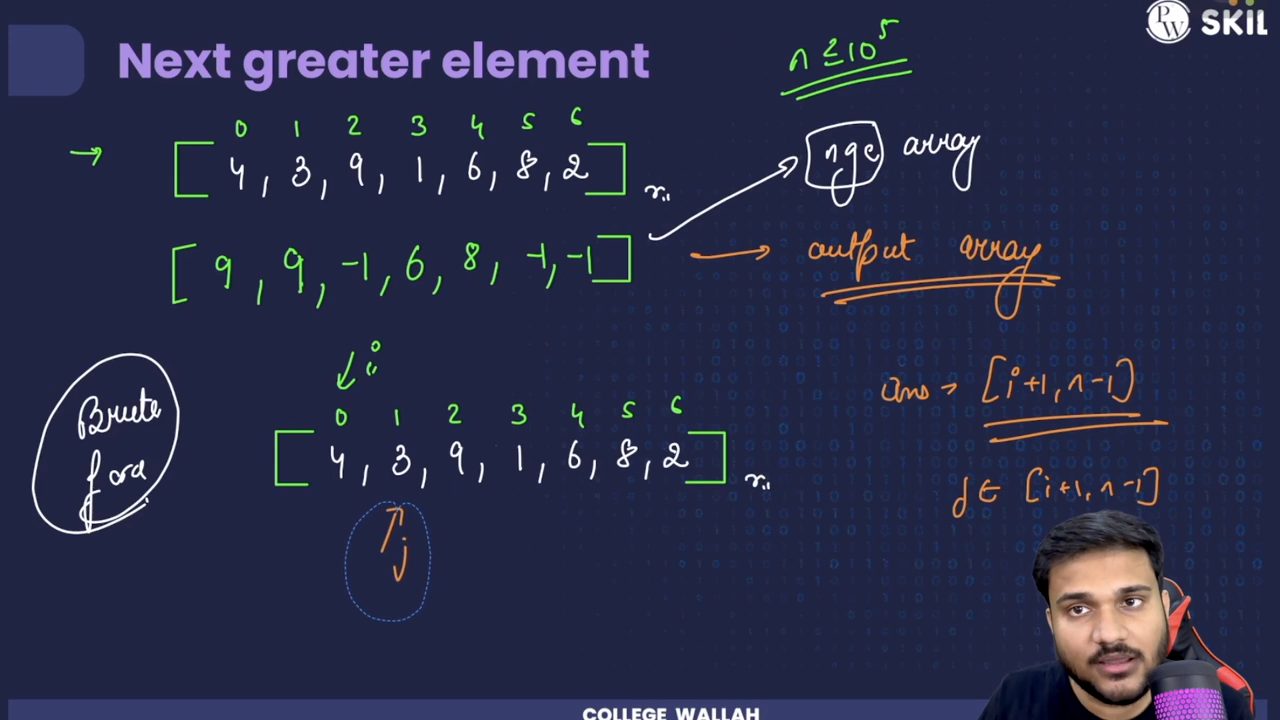 Next greater element
n ≤ 10^5
PW SKIL
0 1 2 3 4 5 6
→ [4, 3, 9, 1, 6, 8, 2]
nge array
[9, 9, -1, 6, 8, -1, -1]
output array
i
Brute
force
0 1 2 3 4 5 6
[4, 3, 9, 1, 6, 8, 2]
ans → [i+1, n-1]
j ∈ [i+1, n-1]
j
COLLEGE WALLAH